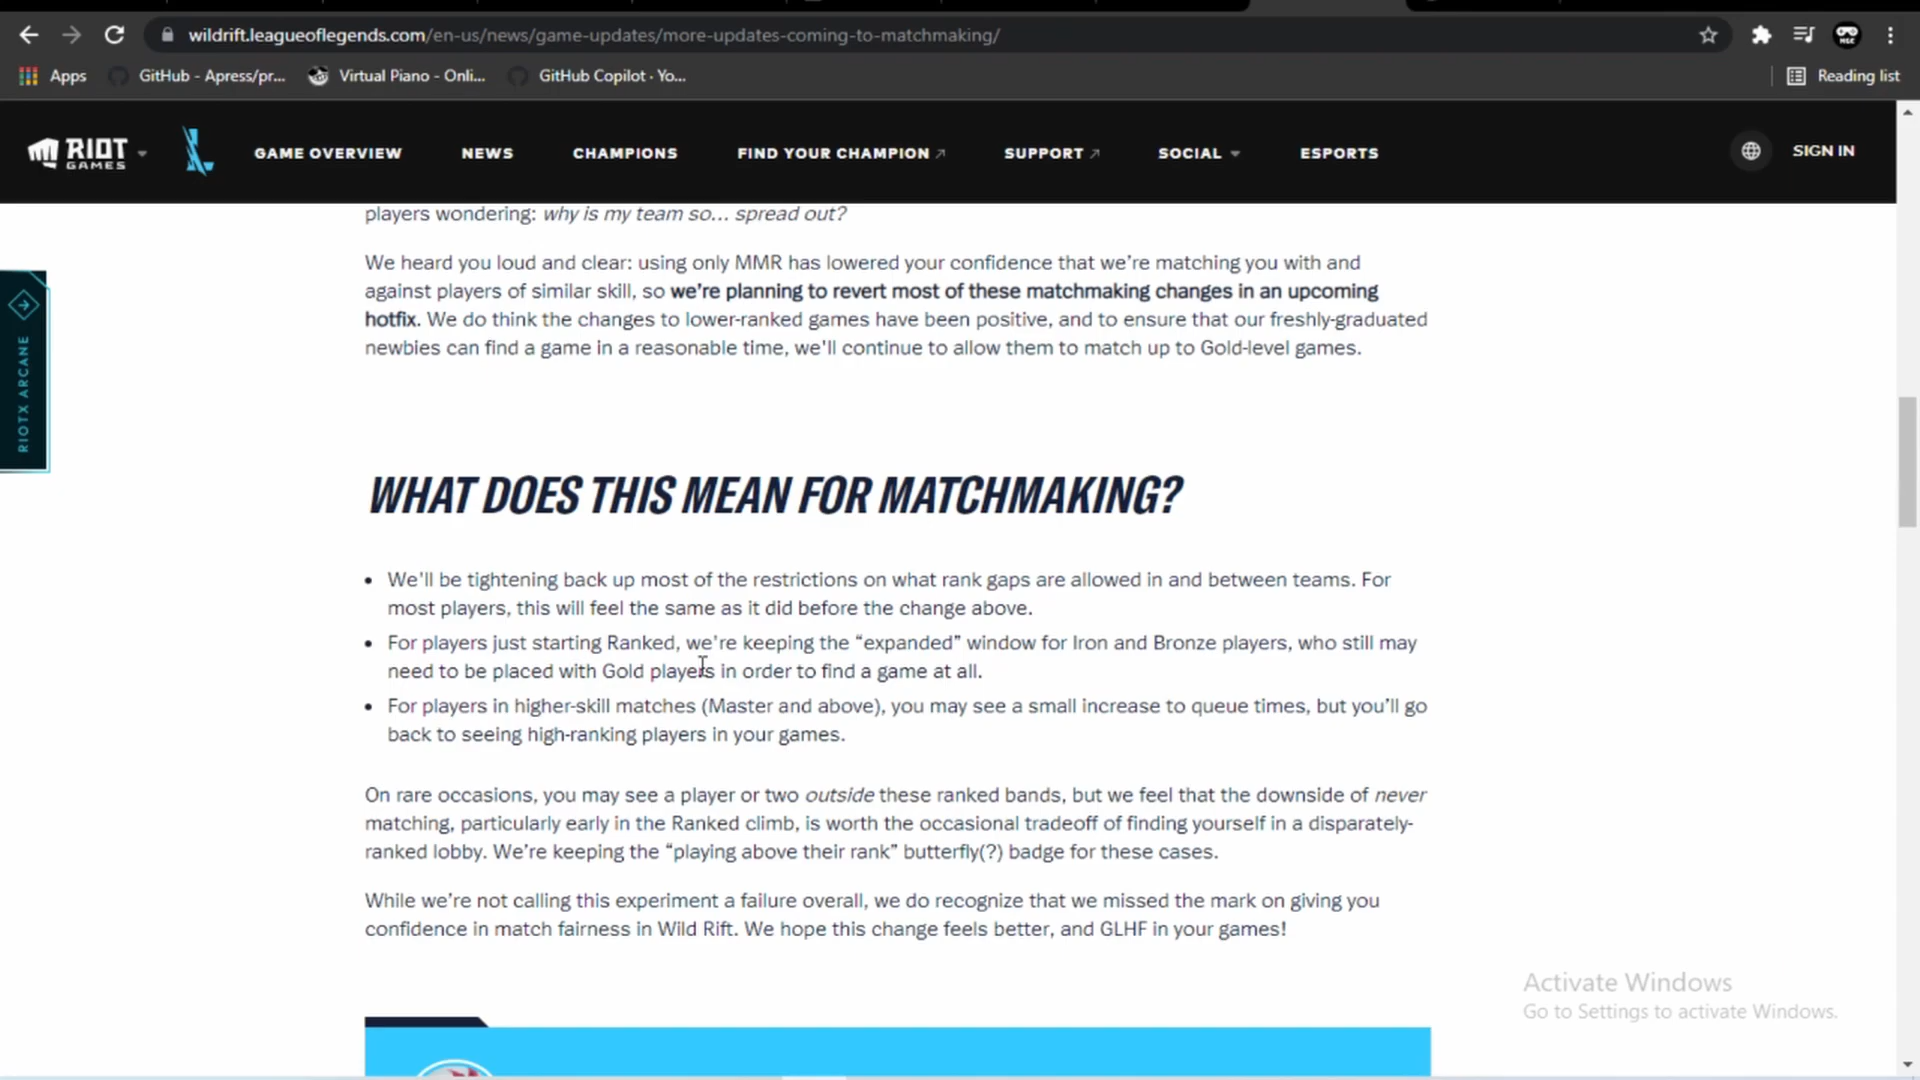 wildrift.leagueoflegends.com/en-us/news/game-updates/more-updates-coming-to-matchmaking/
Apps GitHub - Apress/pr... Virtual Piano - Onli... GitHub Copilot · Yo... Reading list
RIOT GAMES GAME OVERVIEW NEWS CHAMPIONS FIND YOUR CHAMPION SUPPORT SOCIAL ESPORTS SIGN IN
players wondering: why is my team so... spread out?
We heard you loud and clear: using only MMR has lowered your confidence that we’re matching you with and
against players of similar skill, so we’re planning to revert most of these matchmaking changes in an upcoming
hotfix. We do think the changes to lower-ranked games have been positive, and to ensure that our freshly-graduated
newbies can find a game in a reasonable time, we'll continue to allow them to match up to Gold-level games.
RIOTX ARCANE
WHAT DOES THIS MEAN FOR MATCHMAKING?
• We'll be tightening back up most of the restrictions on what rank gaps are allowed in and between teams. For
most players, this will feel the same as it did before the change above.
• For players just starting Ranked, we're keeping the “expanded” window for Iron and Bronze players, who still may
need to be placed with Gold players in order to find a game at all.
• For players in higher-skill matches (Master and above), you may see a small increase to queue times, but you’ll go
back to seeing high-ranking players in your games.
On rare occasions, you may see a player or two outside these ranked bands, but we feel that the downside of never
matching, particularly early in the Ranked climb, is worth the occasional tradeoff of finding yourself in a disparately-
ranked lobby. We’re keeping the “playing above their rank” butterfly(?) badge for these cases.
While we’re not calling this experiment a failure overall, we do recognize that we missed the mark on giving you
confidence in match fairness in Wild Rift. We hope this change feels better, and GLHF in your games!
Activate Windows
Go to Settings to activate Windows.